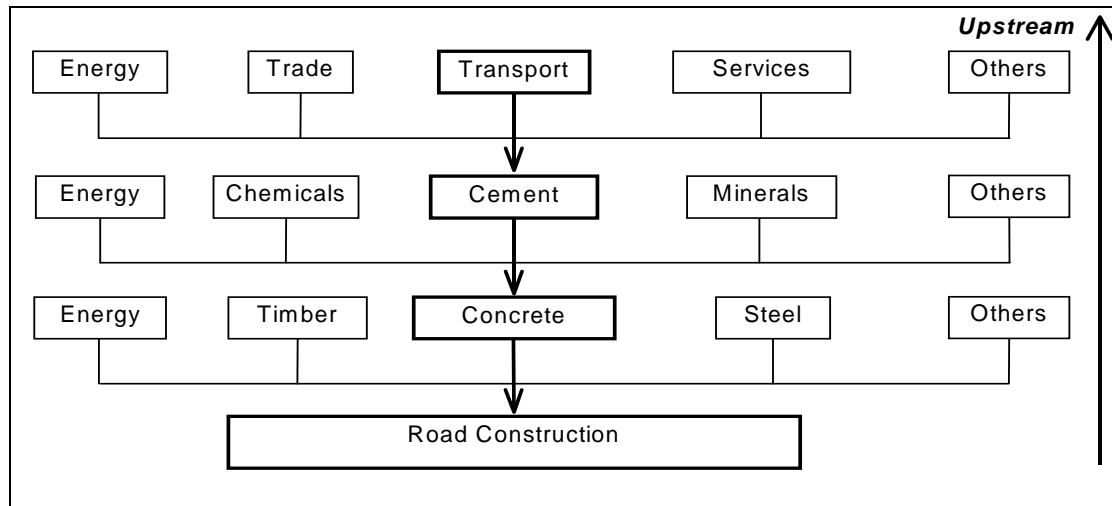 Upstream
Energy Trade Transport Services Others
Energy Chemicals Cement Minerals Others
Energy Timber Concrete Steel Others
Road Construction